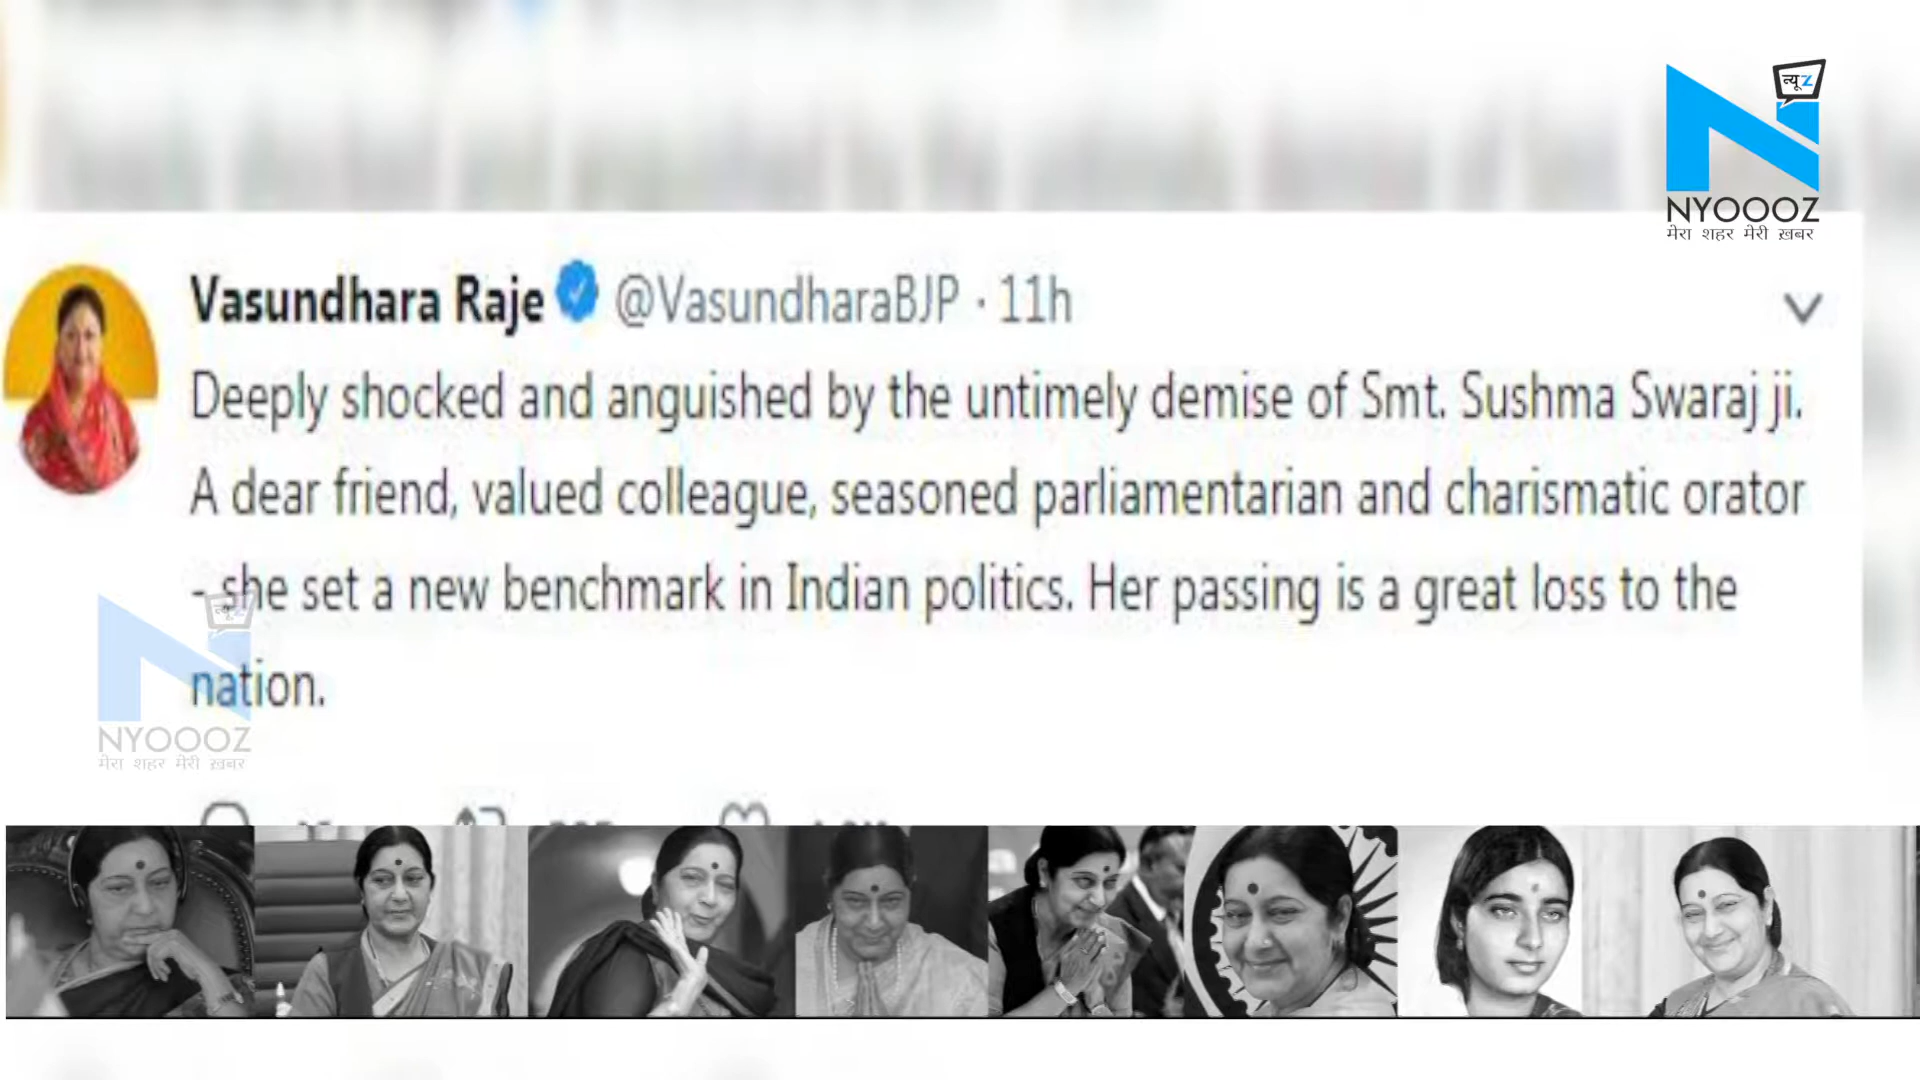 न्यूz
NYOOOZ
मेरा शहर मेरी ख़बर
Vasundhara Raje @VasundharaBJP · 11h
Deeply shocked and anguished by the untimely demise of Smt. Sushma Swaraj ji.
A dear friend, valued colleague, seasoned parliamentarian and charismatic orator
- she set a new benchmark in Indian politics. Her passing is a great loss to the
nation.
न्यूz
NYOOOZ
मेरा शहर मेरी ख़बर